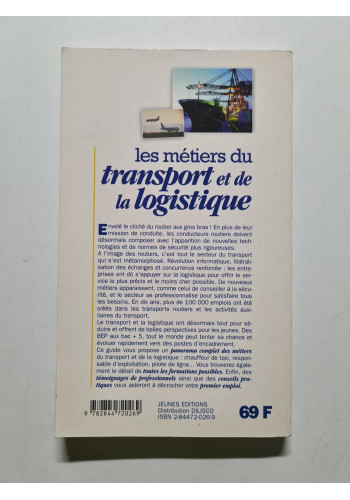 les métiers du
transport et de
la logistique
Envolé le cliché du routier aux gros bras ! En plus de leur
mission de conduite, les conducteurs routiers doivent
désormais composer avec l'apparition de nouvelles tech-
nologies et de normes de sécurité plus rigoureuses.
A l'image des routiers, c'est tout le secteur du transport
qui s'est métamorphosé. Révolution informatique, libérali-
sation des échanges et concurrence renforcée : les entre-
prises ont dû s'appuyer sur la logistique pour offrir le ser-
vice le plus précis et le moins cher possible. De nouveaux
métiers apparaissent, comme celui de conseiller à la sécu-
rité, et le secteur se professionalise pour satisfaire tous
les besoins. En dix ans, plus de 100 000 emplois ont été
créés dans les transports routiers et les activités auxi-
liaires du transport.
Le transport et la logistique ont désormais tout pour sé-
duire et offrent de belles perspectives pour les jeunes. Des
BEP aux bac + 5, tout le monde peut tenter sa chance et
évoluer rapidement vers des postes d'encadrement.
Ce guide vous propose un panorama complet des métiers
du transport et de la logistique : chauffeur de taxi, respon-
sable d'exploitation, pilote de ligne... Vous trouverez égale-
ment le détail de toutes les formations possibles. Enfin, des
témoignages de professionnels ainsi que des conseils pra-
tiques vous aideront à décrocher votre premier emploi.
9 782844 720269
JEUNES EDITIONS
Distribution DILISCO
ISBN 2-84472-026-9
69 F